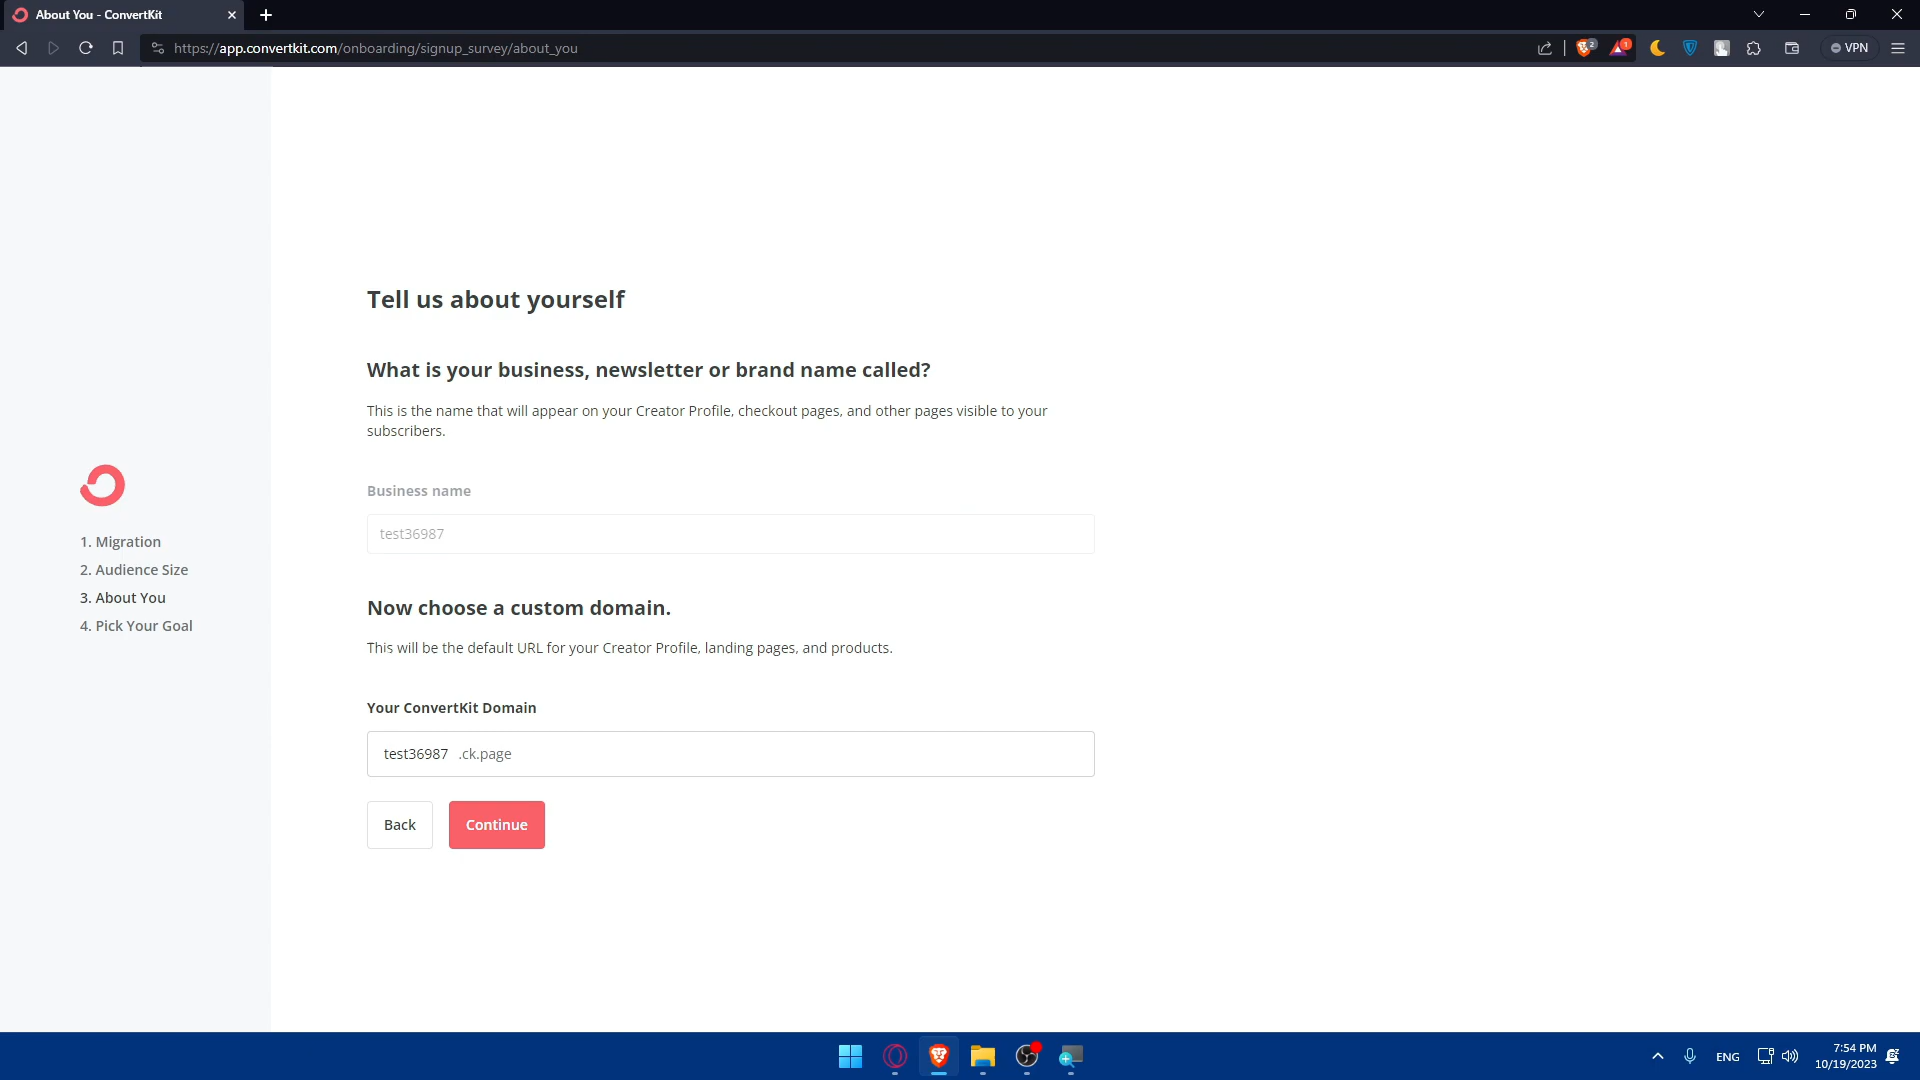 About You - ConvertKit
https://app.convertkit.com/onboarding/signup_survey/about_you
2
1
VPN
Tell us about yourself
What is your business, newsletter or brand name called?
This is the name that will appear on your Creator Profile, checkout pages, and other pages visible to your
subscribers.
Business name
test36987
1. Migration
2. Audience Size
3. About You
4. Pick Your Goal
Now choose a custom domain.
This will be the default URL for your Creator Profile, landing pages, and products.
Your ConvertKit Domain
test36987 .ck.page
Back
Continue
ENG
7:54 PM
10/19/2023